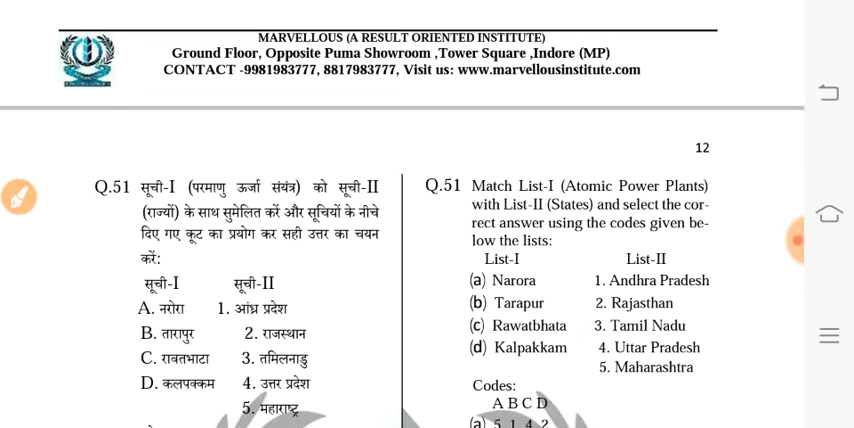 MARVELLOUS (A RESULT ORIENTED INSTITUTE)
Ground Floor, Opposite Puma Showroom ,Tower Square ,Indore (MP)
CONTACT -9981983777, 8817983777, Visit us: www.marvellousinstitute.com
12
Q.51 सूची-I (परमाणु ऊर्जा संयंत्र) को सूची-II
(राज्यों) के साथ सुमेलित करें और सूचियों के नीचे
दिए गए कूट का प्रयोग कर सही उत्तर का चयन
करें:
सूची-I सूची-II
A. नरोरा 1. आंध्र प्रदेश
B. तारापुर 2. राजस्थान
C. रावतभाटा 3. तमिलनाडु
D. कलपक्कम 4. उत्तर प्रदेश
5. महाराष्ट्र
Q.51 Match List-I (Atomic Power Plants)
with List-II (States) and select the cor-
rect answer using the codes given be-
low the lists:
List-I List-II
(a) Narora 1. Andhra Pradesh
(b) Tarapur 2. Rajasthan
(c) Rawatbhata 3. Tamil Nadu
(d) Kalpakkam 4. Uttar Pradesh
5. Maharashtra
Codes:
A B C D
(a) 5 1 4 2